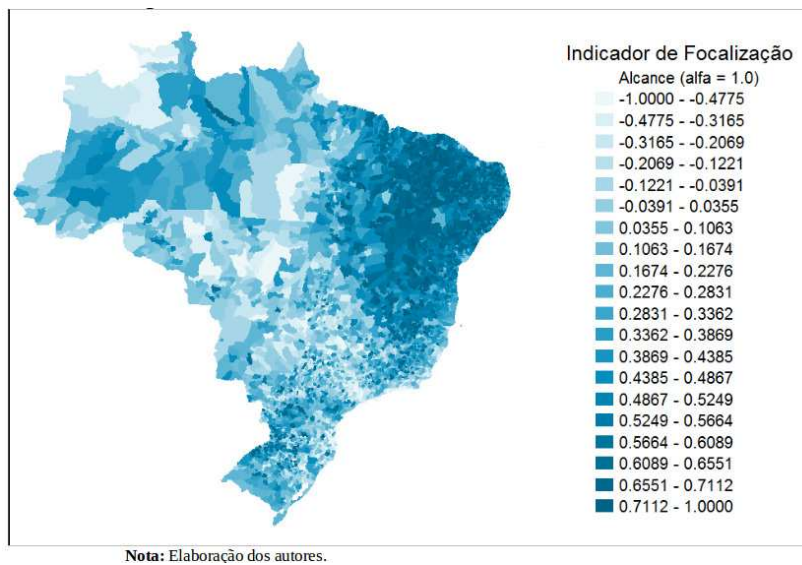 Indicador de Focalização
Alcance (alfa = 1.0)
-1.0000 - -0.4775
-0.4775 - -0.3165
-0.3165 - -0.2069
-0.2069 - -0.1221
-0.1221 - -0.0391
-0.0391 - 0.0355
0.0355 - 0.1063
0.1063 - 0.1674
0.1674 - 0.2276
0.2276 - 0.2831
0.2831 - 0.3362
0.3362 - 0.3869
0.3869 - 0.4385
0.4385 - 0.4867
0.4867 - 0.5249
0.5249 - 0.5664
0.5664 - 0.6089
0.6089 - 0.6551
0.6551 - 0.7112
0.7112 - 1.0000
Nota: Elaboração dos autores.